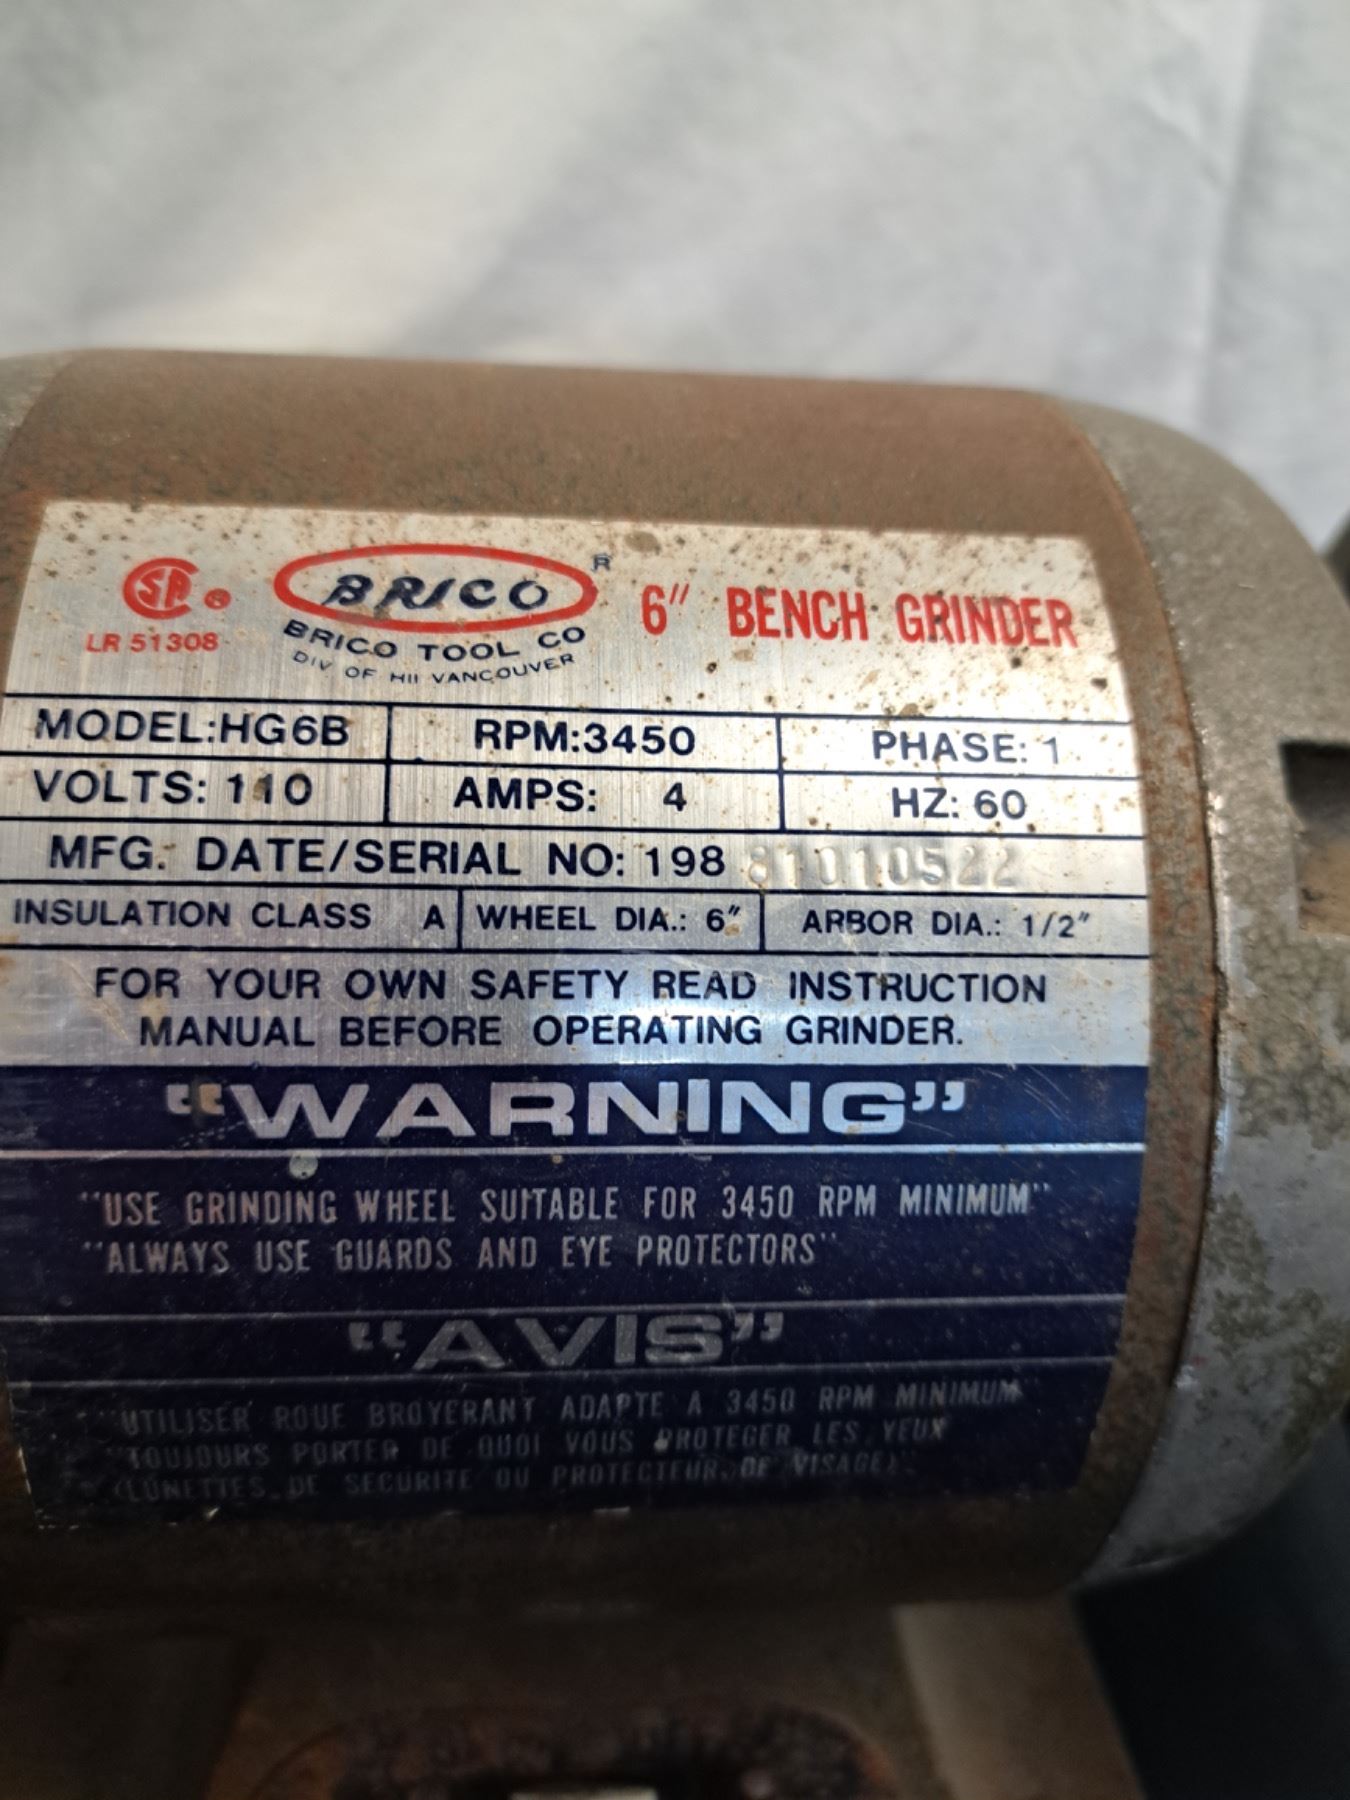 SA ®
LR 51308
BRICO R
BRICO TOOL CO
DIV OF HII VANCOUVER
6" BENCH GRINDER
MODEL:HG6B RPM:3450 PHASE: 1
VOLTS: 110 AMPS: 4 HZ: 60
MFG. DATE/SERIAL NO: 198 81010522
INSULATION CLASS A WHEEL DIA.: 6" ARBOR DIA.: 1/2"
FOR YOUR OWN SAFETY READ INSTRUCTION
MANUAL BEFORE OPERATING GRINDER.
"WARNING"
"USE GRINDING WHEEL SUITABLE FOR 3450 RPM MINIMUM"
"ALWAYS USE GUARDS AND EYE PROTECTORS"
"AVIS"
"UTILISER ROUE BROYERANT ADAPTE A 3450 RPM MINIMUM
"TOUJOURS PORTER DE QUOI VOUS PROTEGER LES YEUX
(LUNETTES DE SECURITE OU PROTECTEUR DE VISAGE)"